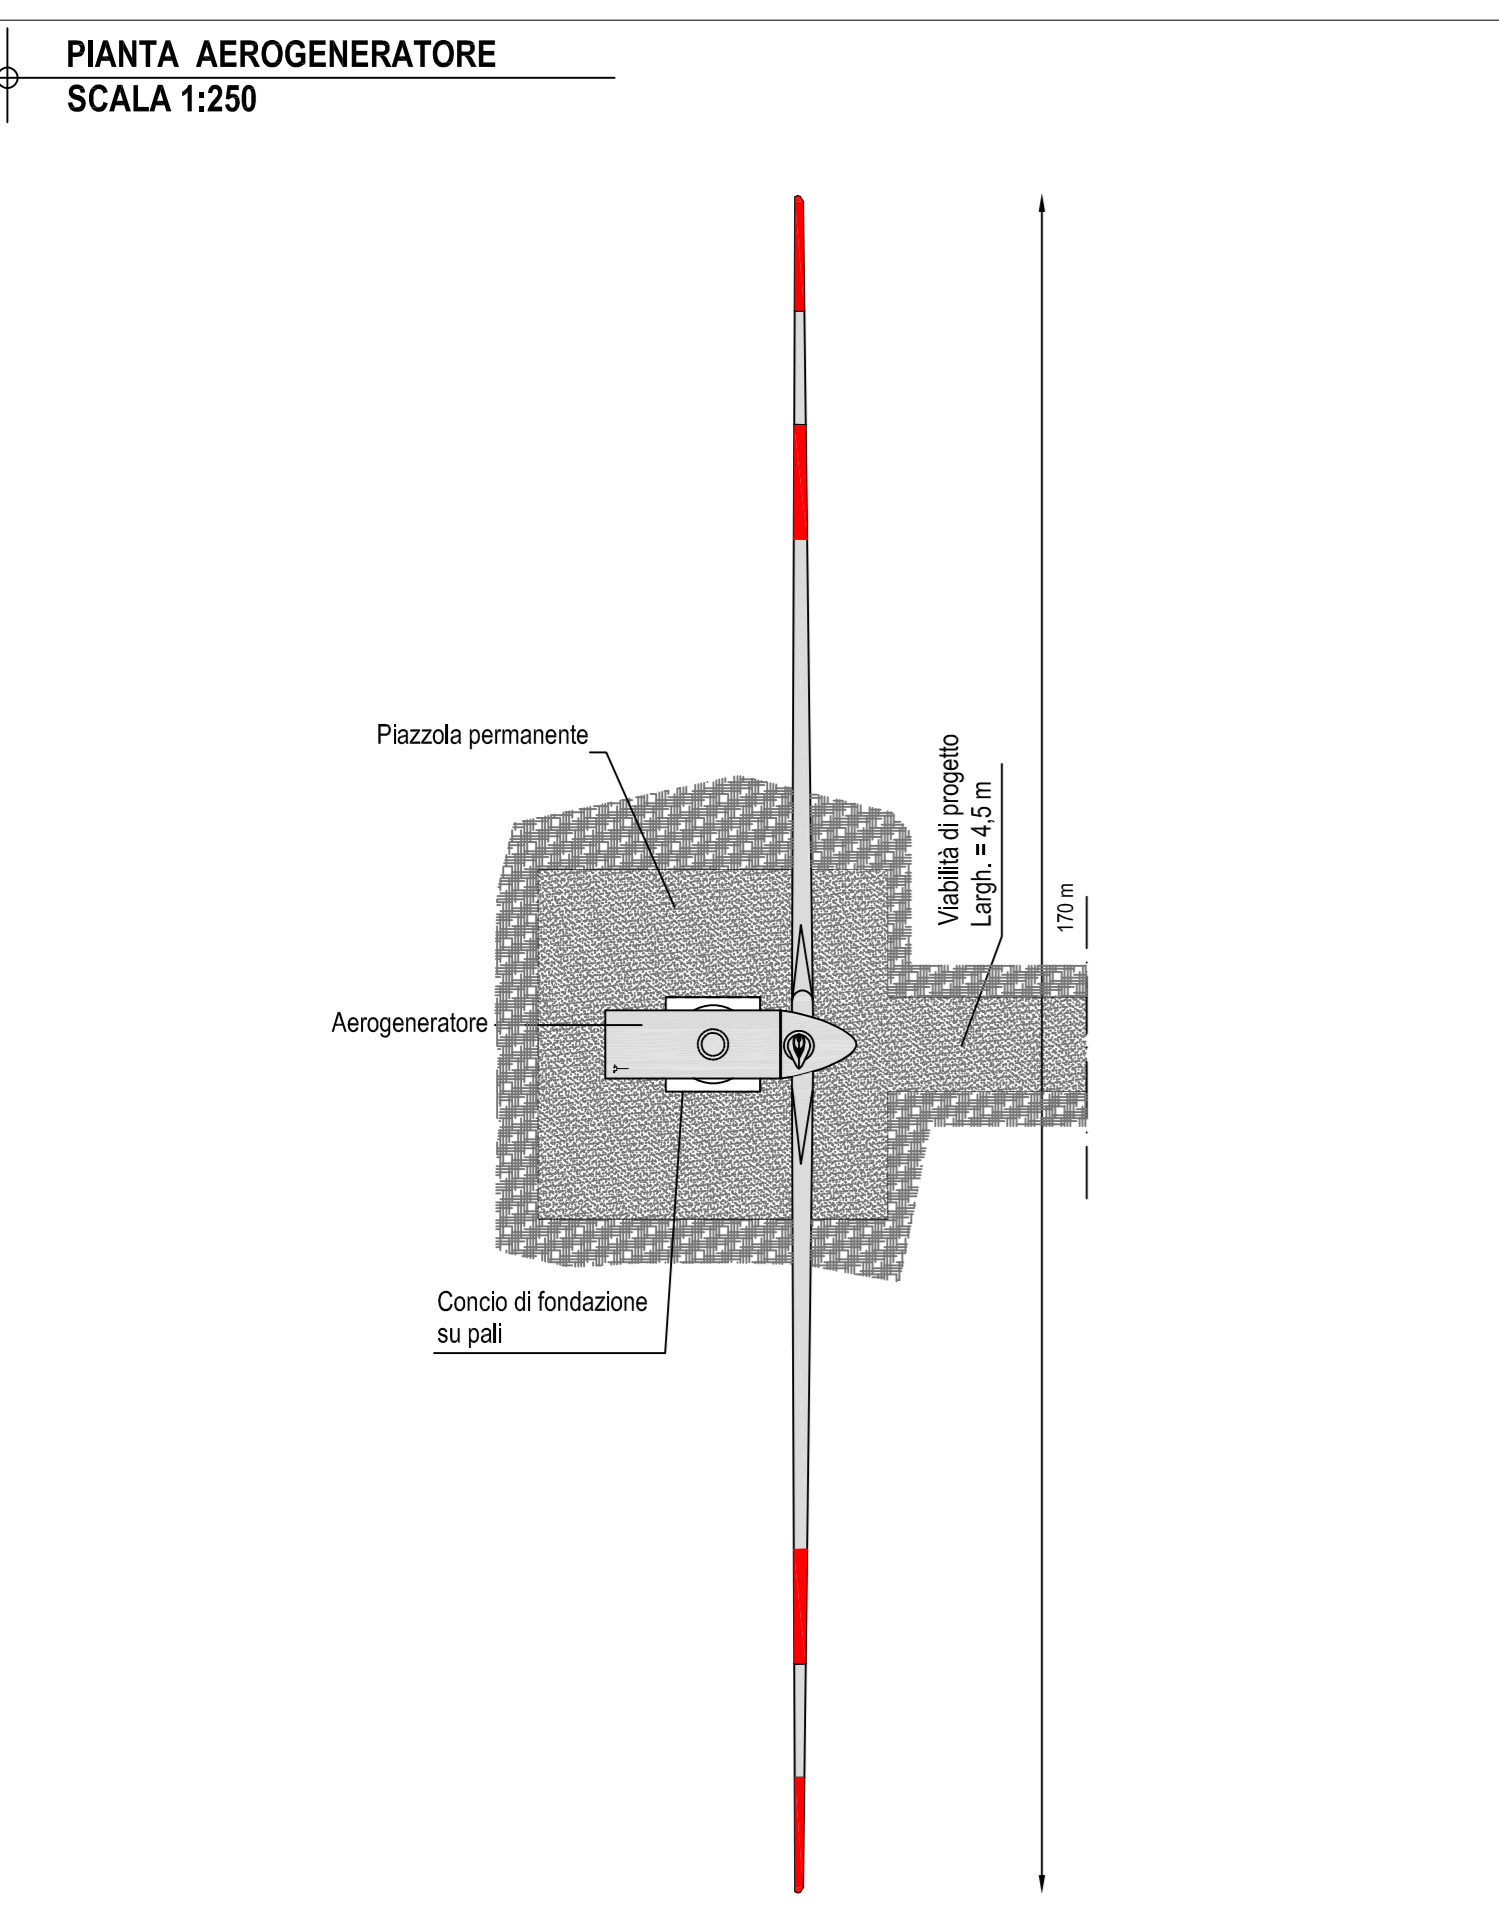 PIANTA AEROGENERATORE
SCALA 1:250
Piazzola permanente
Viabilità di progetto
Largh. = 4,5 m
170 m
Aerogeneratore
Concio di fondazione
su pali